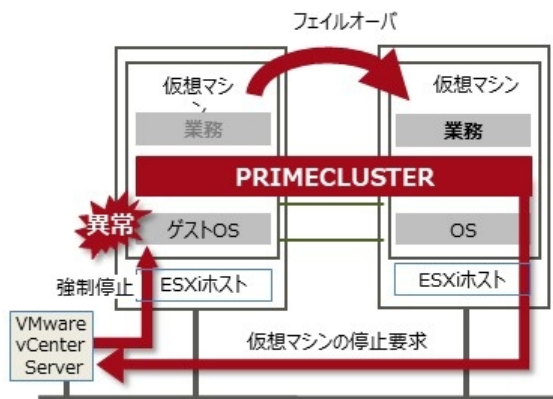 フェイルオーバ
仮想マシ
ン
業務
仮想マシン
業務
PRIMECLUSTER
異常
ゲストOS
OS
強制停止
ESXiホスト
ESXiホスト
VMware
vCenter
Server
仮想マシンの停止要求